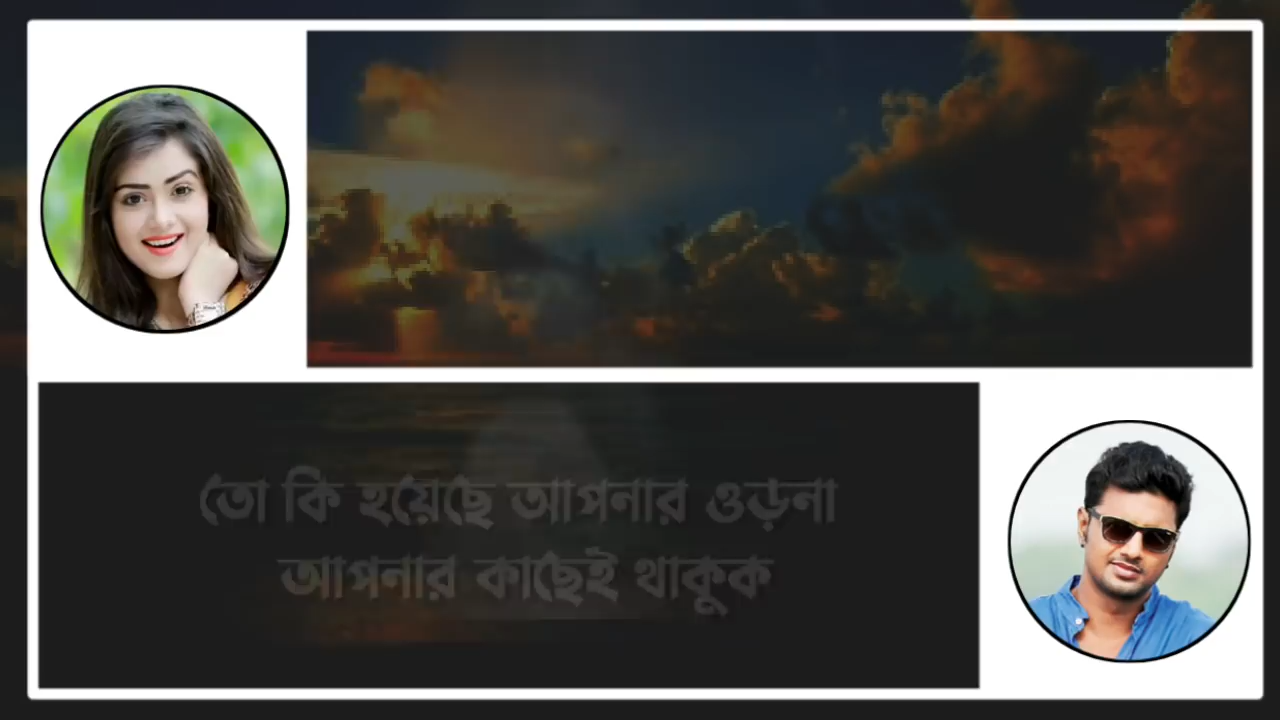 তো কি হয়েছে আপনার ওড়না
আপনার কাছেই থাকুক